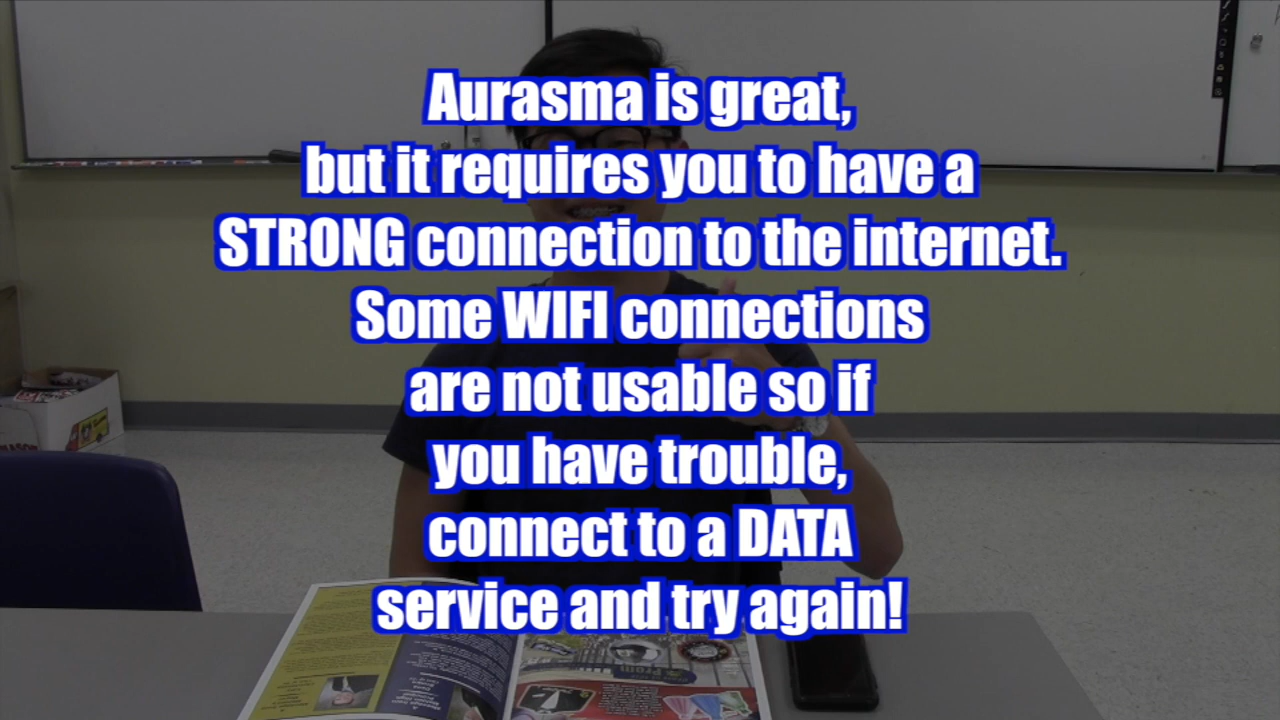 Aurasma is great,
but it requires you to have a
STRONG connection to the internet.
Some WIFI connections
are not usable so if
you have trouble,
connect to a DATA
service and try again!